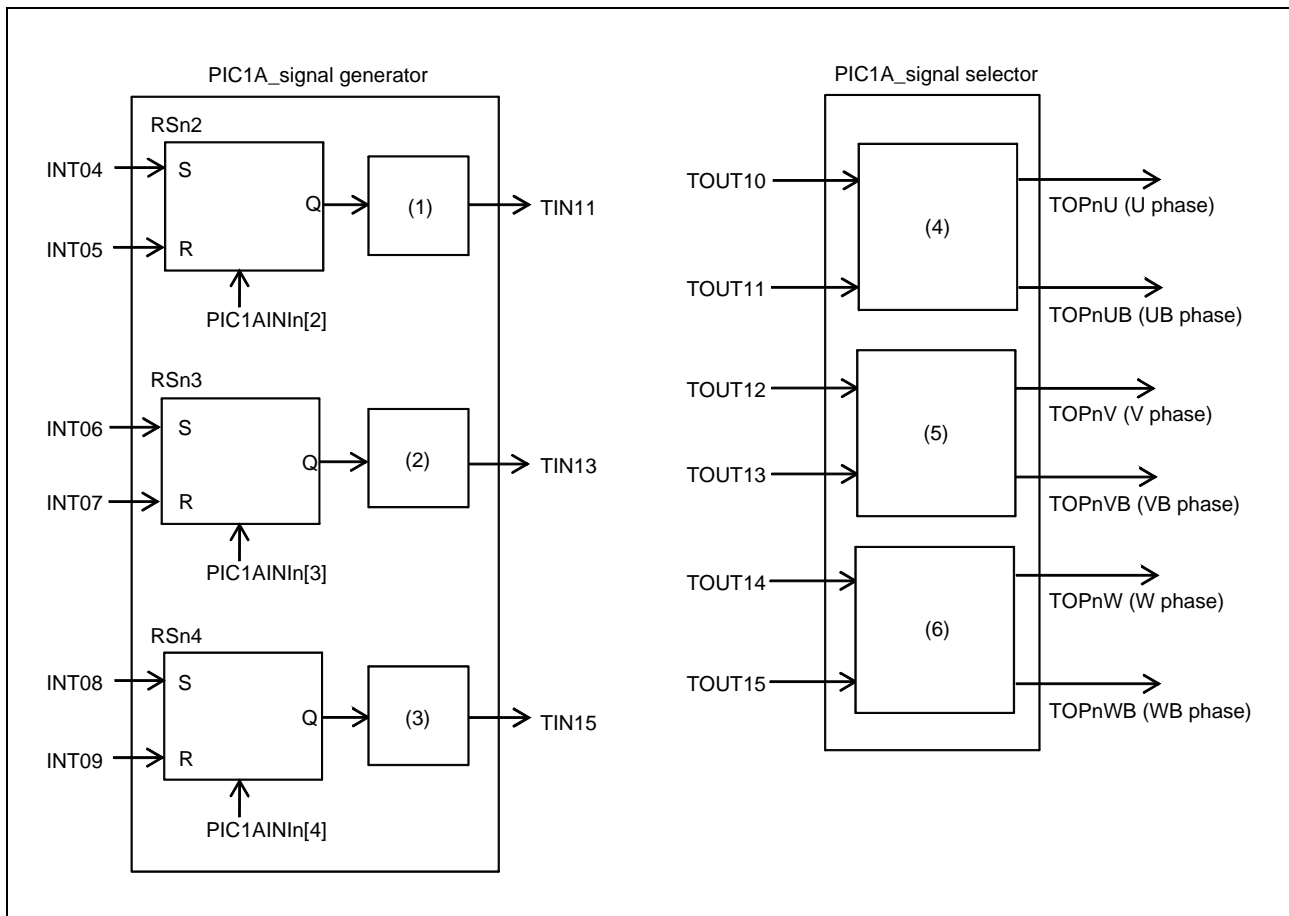 PIC1A_signal generator
RSn2
INT04
S
Q
(1)
TIN11
INT05
R
PIC1AINIn[2]
RSn3
INT06
S
Q
(2)
TIN13
INT07
R
PIC1AINIn[3]
RSn4
INT08
S
Q
(3)
TIN15
INT09
R
PIC1AINIn[4]
PIC1A_signal selector
TOUT10
(4)
TOPnU (U phase)
TOUT11
TOPnUB (UB phase)
TOUT12
(5)
TOPnV (V phase)
TOUT13
TOPnVB (VB phase)
TOUT14
(6)
TOPnW (W phase)
TOUT15
TOPnWB (WB phase)